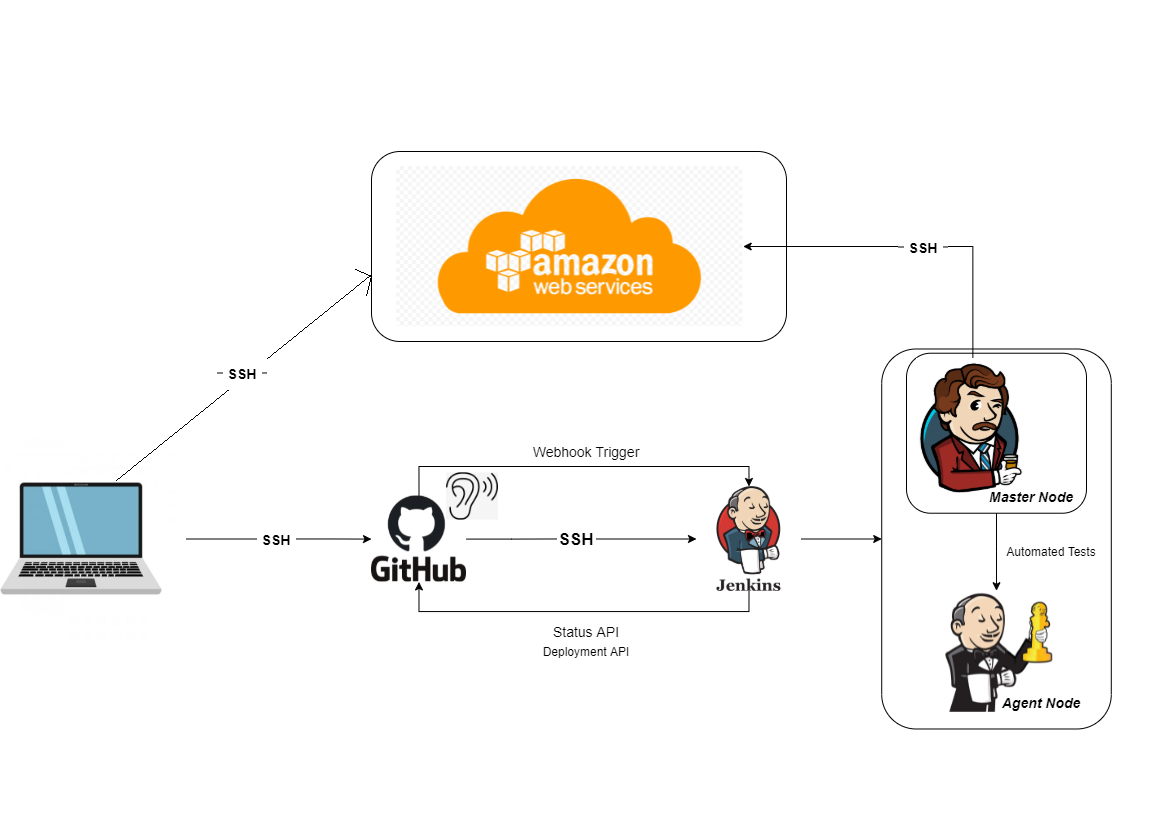 amazon
web services
SSH
SSH
Webhook Trigger
Master Node
SSH
GitHub
SSH
Jenkins
Automated Tests
Status API
Deployment API
Agent Node